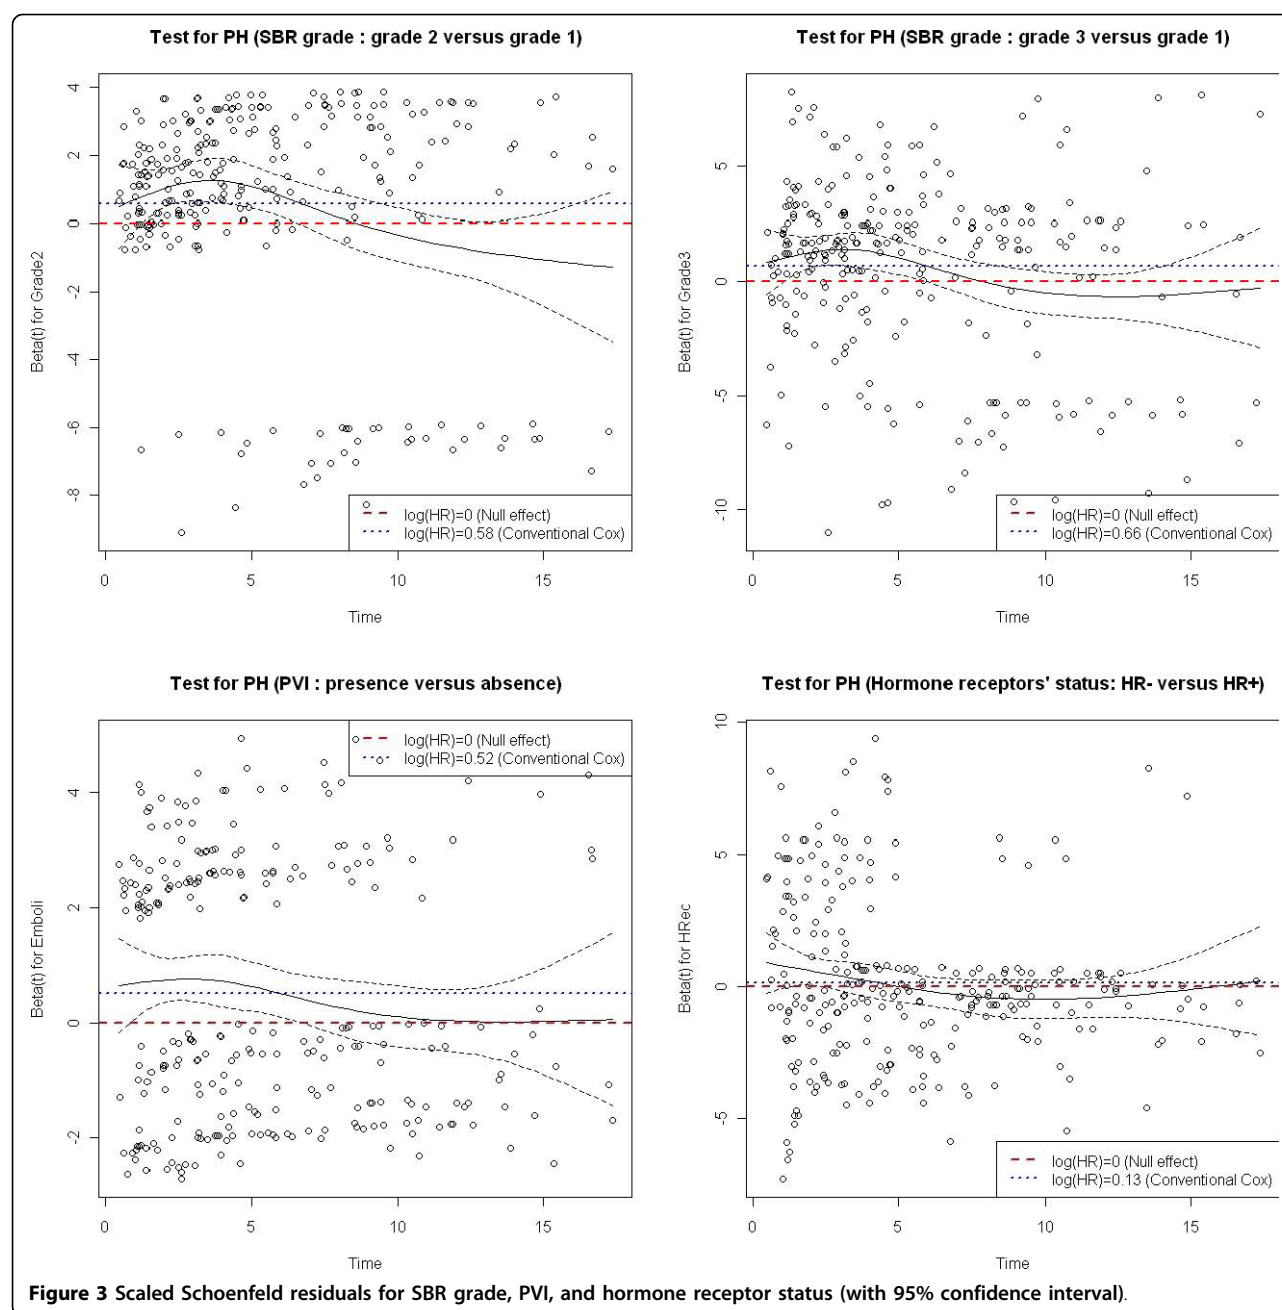 Test for PH (SBR grade : grade 2 versus grade 1)
4
2
0
-2
-4
-6
-8
Beta(t) for Grade2
log(HR)=0 (Null effect)
log(HR)=0.58 (Conventional Cox)
0 5 10 15
Time
Test for PH (SBR grade : grade 3 versus grade 1)
5
0
-5
-10
Beta(t) for Grade3
log(HR)=0 (Null effect)
log(HR)=0.66 (Conventional Cox)
0 5 10 15
Time
Test for PH (PVI : presence versus absence)
log(HR)=0 (Null effect)
log(HR)=0.52 (Conventional Cox)
4
2
0
-2
Beta(t) for Emboli
0 5 10 15
Time
Test for PH (Hormone receptors' status: HR- versus HR+)
10
5
0
-5
Beta(t) for HRec
log(HR)=0 (Null effect)
log(HR)=0.13 (Conventional Cox)
0 5 10 15
Time
Figure 3 Scaled Schoenfeld residuals for SBR grade, PVI, and hormone receptor status (with 95% confidence interval).